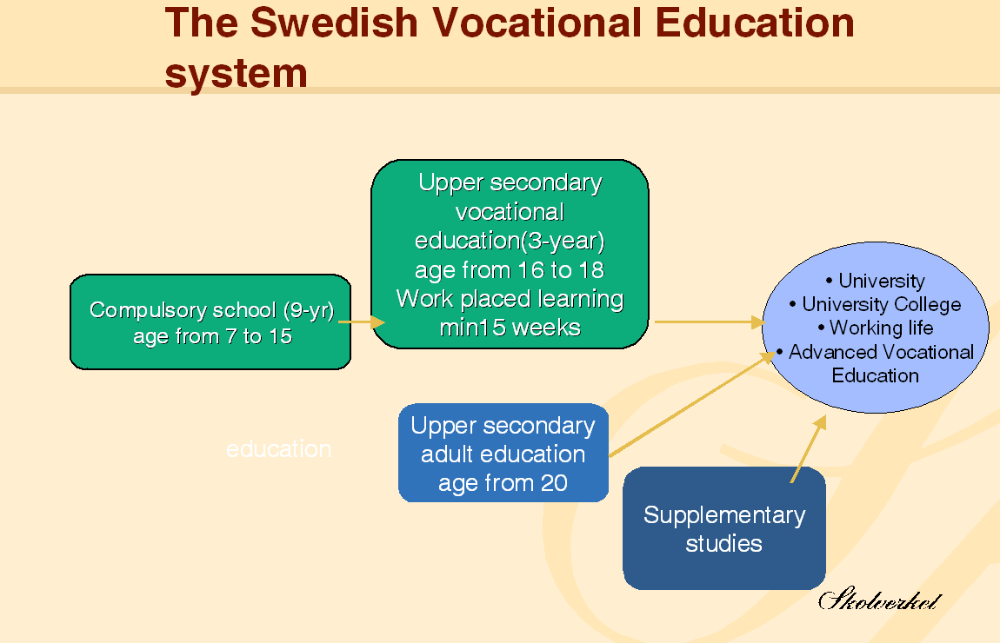 The Swedish Vocational Education
system
Upper secondary
vocational
education(3-year)
age from 16 to 18
Work placed learning
min15 weeks
Compulsory school (9-yr)
age from 7 to 15
• University
• University College
• Working life
• Advanced Vocational
Education
Upper secondary
adult education
age from 20
education
Supplementary
studies
Skolverket